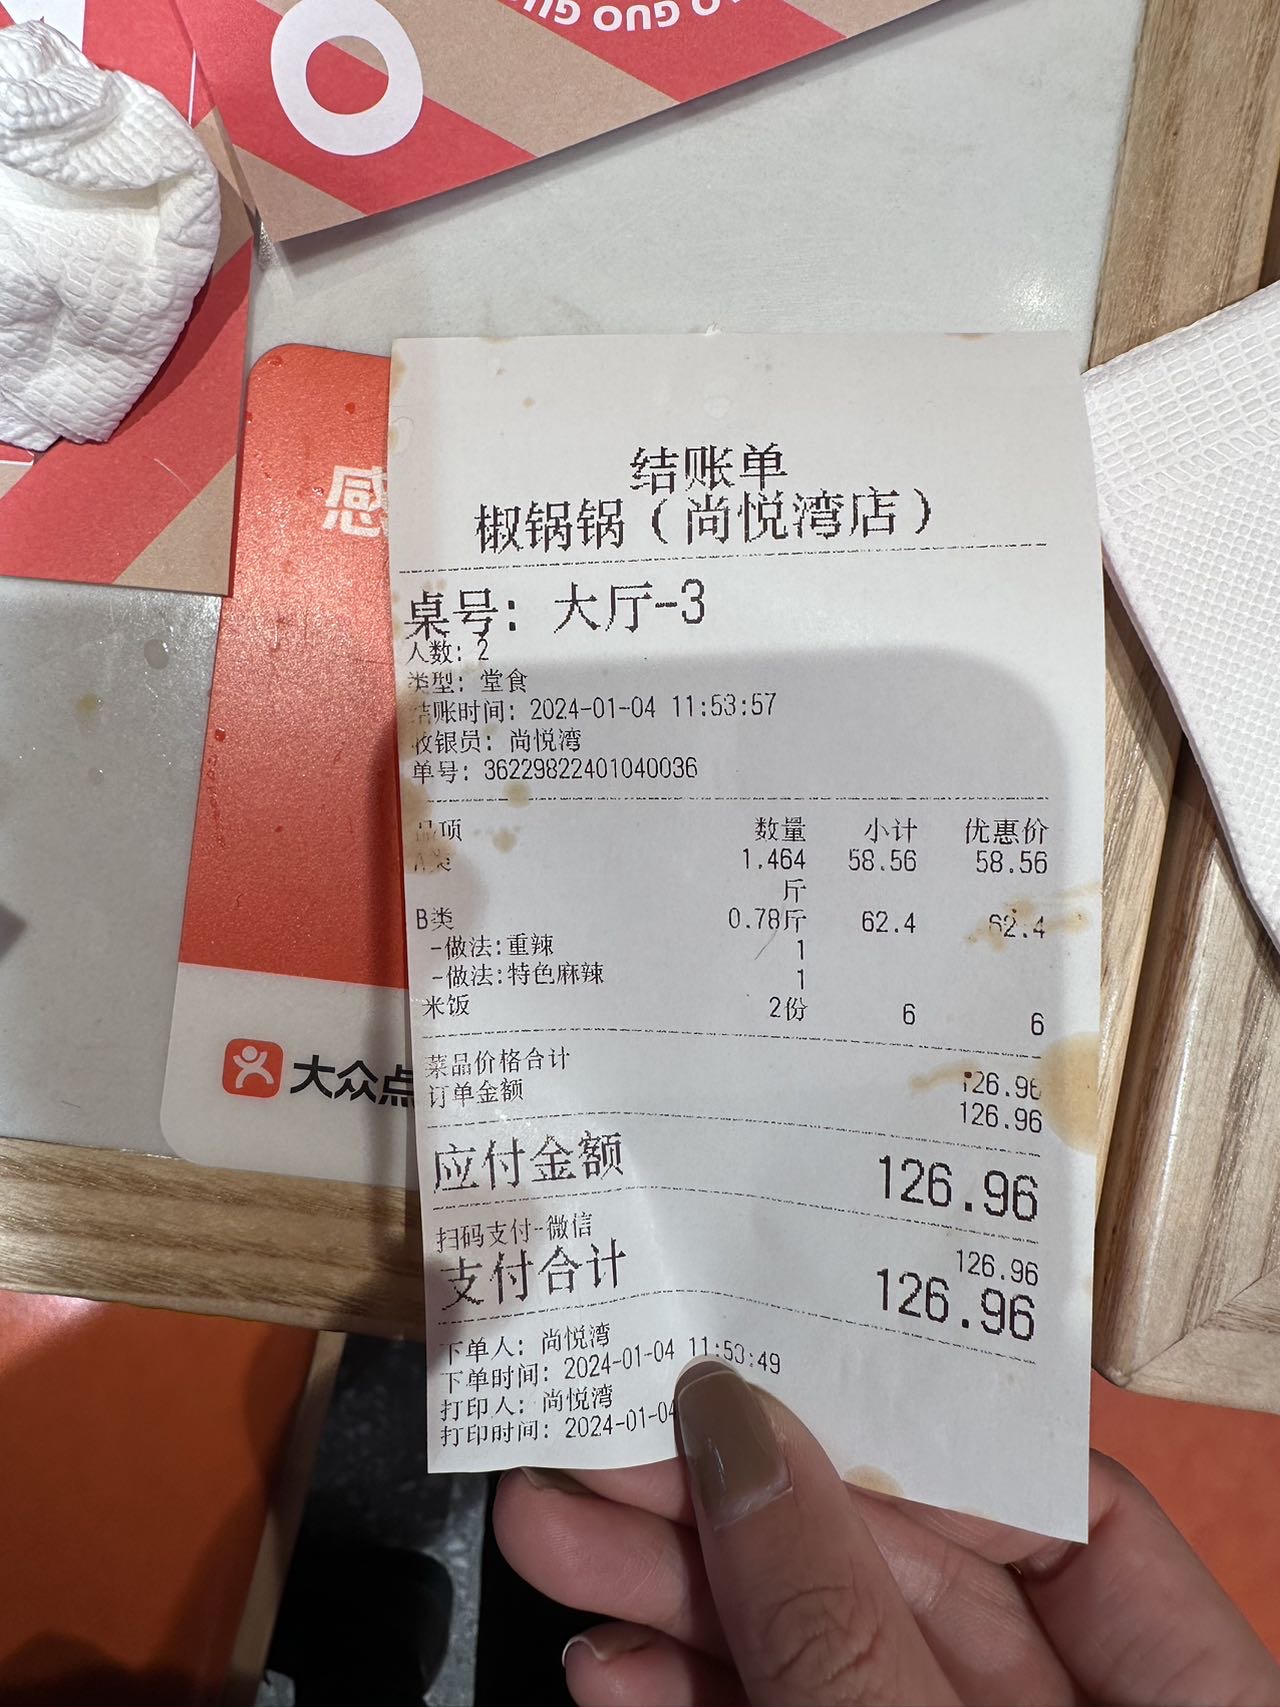 GUO GU
感
结账单
椒锅锅（尚悦湾店）
桌号：大厅-3
人数：2
类型：堂食
结账时间：2024-01-04 11:53:57
收银员：尚悦湾
单号：36229822401040036
品项 数量 小计 优惠价
A类 1.464斤 58.56 58.56
B类 0.78斤 62.4 62.4
-做法:重辣 1
-做法:特色麻辣 1
米饭 2份 6 6
菜品价格合计 126.96
订单金额 126.96
应付金额 126.96
扫码支付-微信 126.96
支付合计 126.96
下单人：尚悦湾
下单时间：2024-01-04 11:53:49
打印人：尚悦湾
打印时间：2024-01-04
大众点